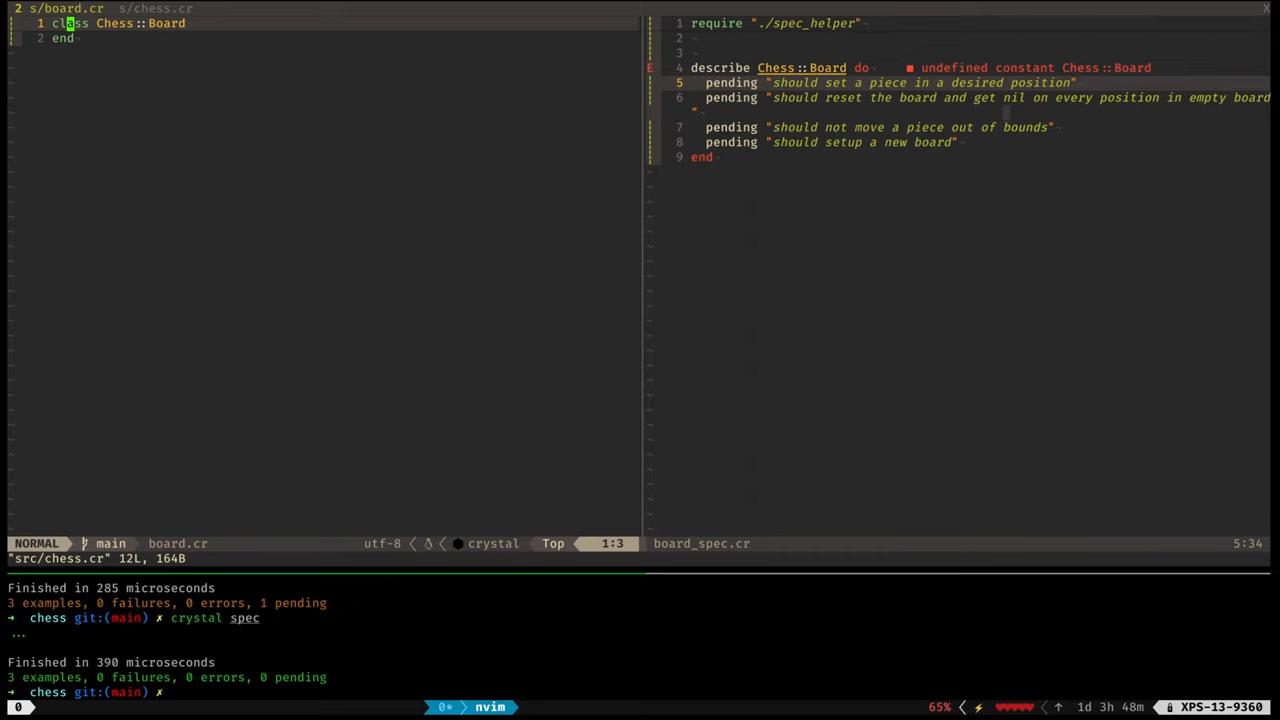 2 s/board.cr s/chess.cr X
1 class Chess::Board
2 end
1 require "./spec_helper"
2
3
E 4 describe Chess::Board do ■ undefined constant Chess::Board
5 pending "should set a piece in a desired position"
6 pending "should reset the board and get nil on every position in empty board
"
7 pending "should not move a piece out of bounds"
8 pending "should setup a new board"
9 end
NORMAL main board.cr utf-8 crystal Top 1:3
board_spec.cr 5:34
"src/chess.cr" 12L, 164B
Finished in 285 microseconds
3 examples, 0 failures, 0 errors, 1 pending
➜ chess git:(main) ✗ crystal spec
...
Finished in 390 microseconds
3 examples, 0 failures, 0 errors, 0 pending
➜ chess git:(main) ✗
0 0* nvim 65% ⚡ ♥♥♥♥♥ ↑ 1d 3h 48m XPS-13-9360